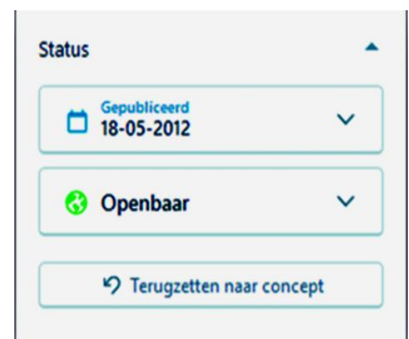 Status
Gepubliceerd
18-05-2012
Openbaar
Terugzetten naar concept